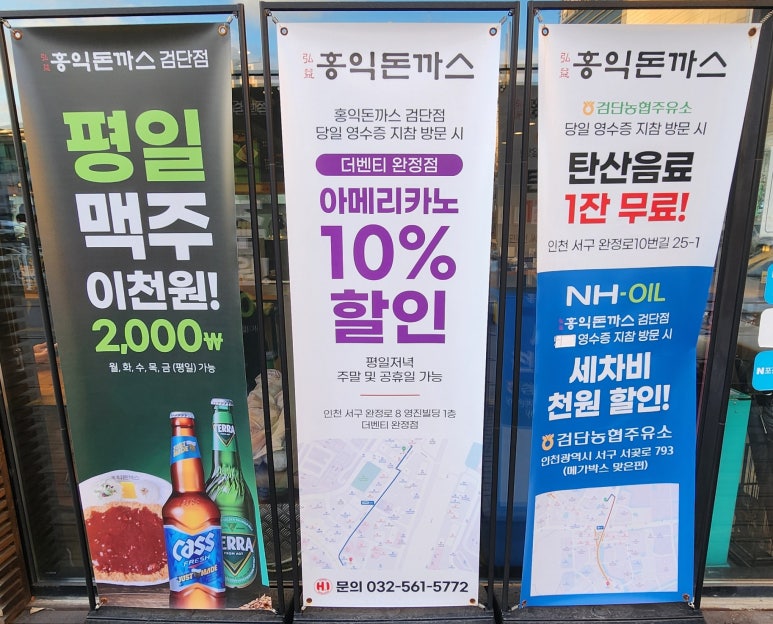 弘益 홍익돈까스 검단점
평일
맥주
이천원!
2,000₩
월, 화, 수, 목, 금 (평일) 가능
CASS
FRESH
JUST MADE
TERRA
弘益 홍익돈까스
홍익돈까스 검단점
당일 영수증 지참 방문 시
더벤티 완정점
아메리카노
10%
할인
평일저녁
주말 및 공휴일 가능
인천 서구 완정로 8 영진빌딩 1층
더벤티 완정점
HI 문의 032-561-5772
弘益 홍익돈까스
검단농협주유소
당일 영수증 지참 방문 시
탄산음료
1잔 무료!
인천 서구 완정로10번길 25-1
NH-OIL
홍익돈까스 검단점
영수증 지참 방문 시
세차비
천원 할인!
검단농협주유소
인천광역시 서구 서곶로 793
(메가박스 맞은편)